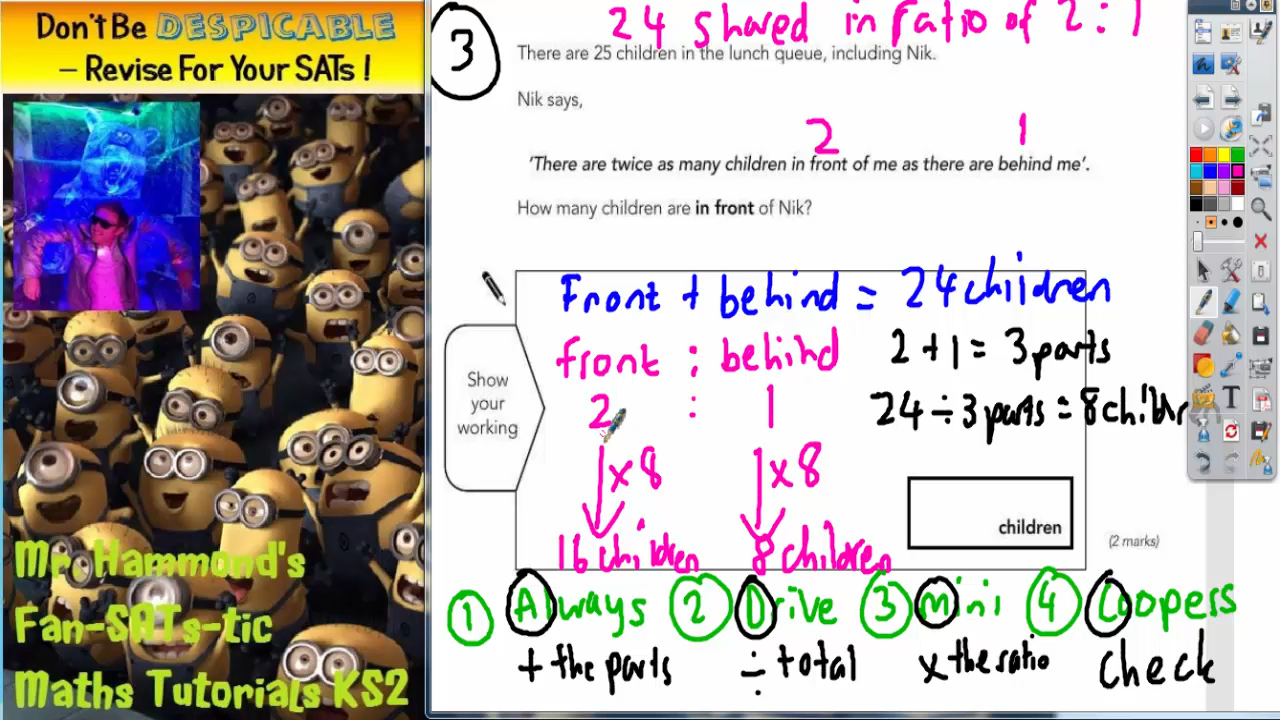 Don't Be DESPICABLE
– Revise For Your SATs !
Mr Hammond's
Fan-SATs-tic
Maths Tutorials KS2
24 shared in ratio of 2 : 1
3
There are 25 children in the lunch queue, including Nik.
Nik says,
2 1
'There are twice as many children in front of me as there are behind me'.
How many children are in front of Nik?
Show
your
working
Front + behind = 24 children
front : behind
2 + 1 = 3 parts
2 : 1
24 ÷ 3 parts = 8 childr
x 8 x 8
16 children 8 children
children
(2 marks)
1 Always 2 Drive 3 Mini 4 Coopers
+ the parts ÷ total x the ratio check